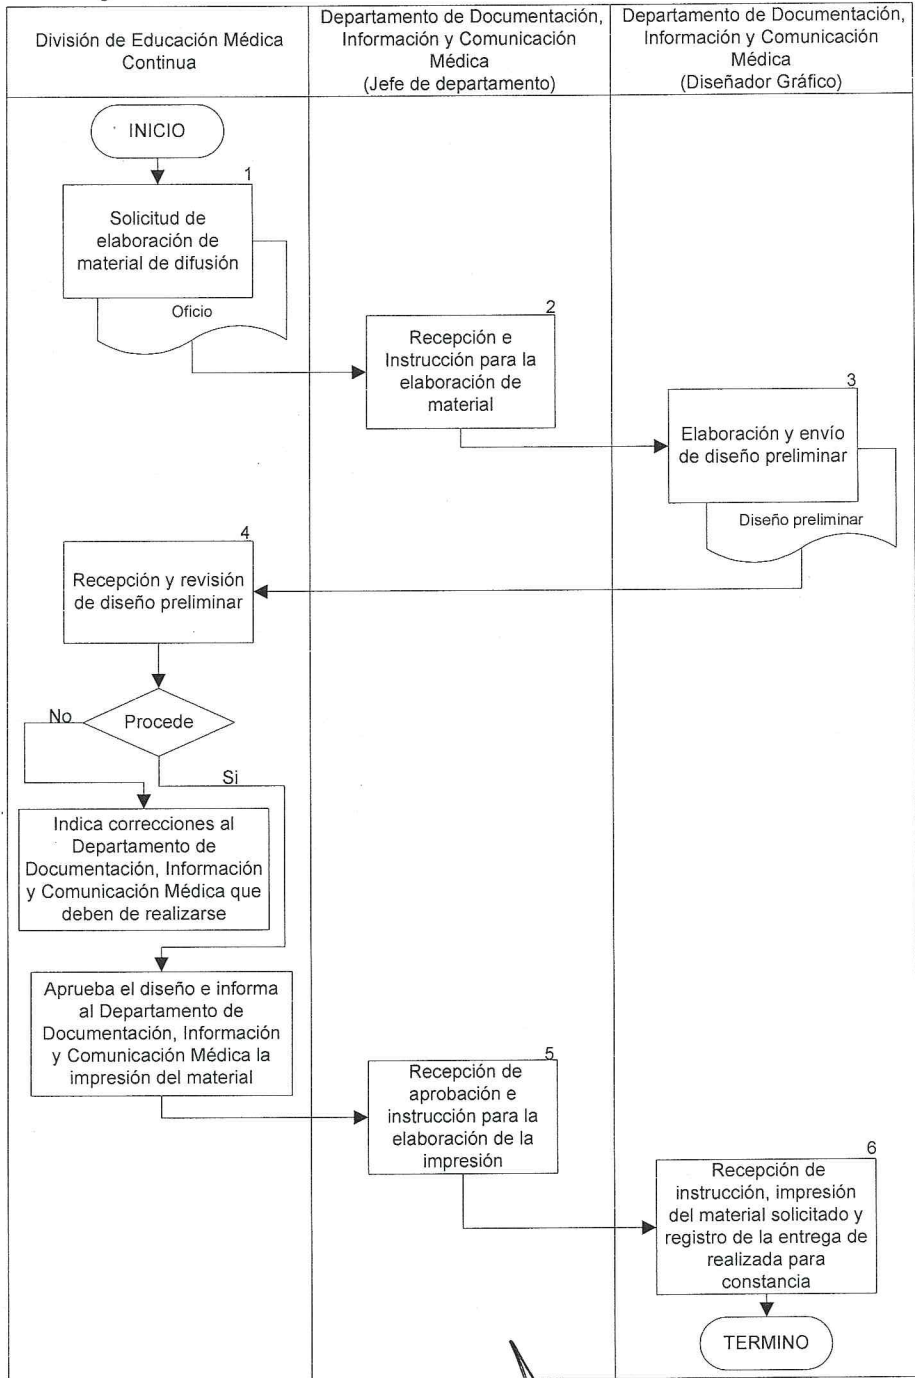 División de Educación Médica
Continua
Departamento de Documentación,
Información y Comunicación
Médica
(Jefe de departamento)
Departamento de Documentación,
Información y Comunicación
Médica
(Diseñador Gráfico)
INICIO
1
Solicitud de
elaboración de
material de difusión
Oficio
2
Recepción e
Instrucción para la
elaboración de
material
3
Elaboración y envío
de diseño preliminar
Diseño preliminar
4
Recepción y revisión
de diseño preliminar
Procede
No
Si
Indica correcciones al
Departamento de
Documentación, Información
y Comunicación Médica que
deben de realizarse
Aprueba el diseño e informa
al Departamento de
Documentación, Información
y Comunicación Médica la
impresión del material
5
Recepción de
aprobación e
instrucción para la
elaboración de la
impresión
6
Recepción de
instrucción, impresión
del material solicitado y
registro de la entrega de
realizada para
constancia
TERMINO